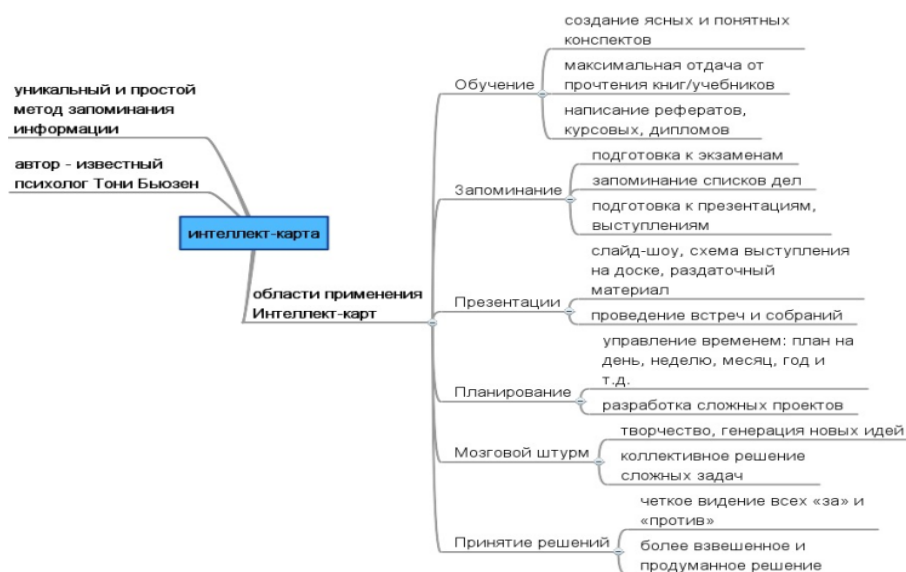 уникальный и простой
метод запоминания
информации
автор - известный
психолог Тони Бьюзен
интеллект-карта
области применения
Интеллект-карт
Обучение
создание ясных и понятных
конспектов
максимальная отдача от
прочтения книг/учебников
написание рефератов,
курсовых, дипломов
Запоминание
подготовка к экзаменам
запоминание списков дел
подготовка к презентациям,
выступлениям
Презентации
слайд-шоу, схема выступления
на доске, раздаточный
материал
проведение встреч и собраний
Планирование
управление временем: план на
день, неделю, месяц, год и
т.д.
разработка сложных проектов
Мозговой штурм
творчество, генерация новых идей
коллективное решение
сложных задач
Принятие решений
четкое видение всех «за» и
«против»
более взвешенное и
продуманное решение